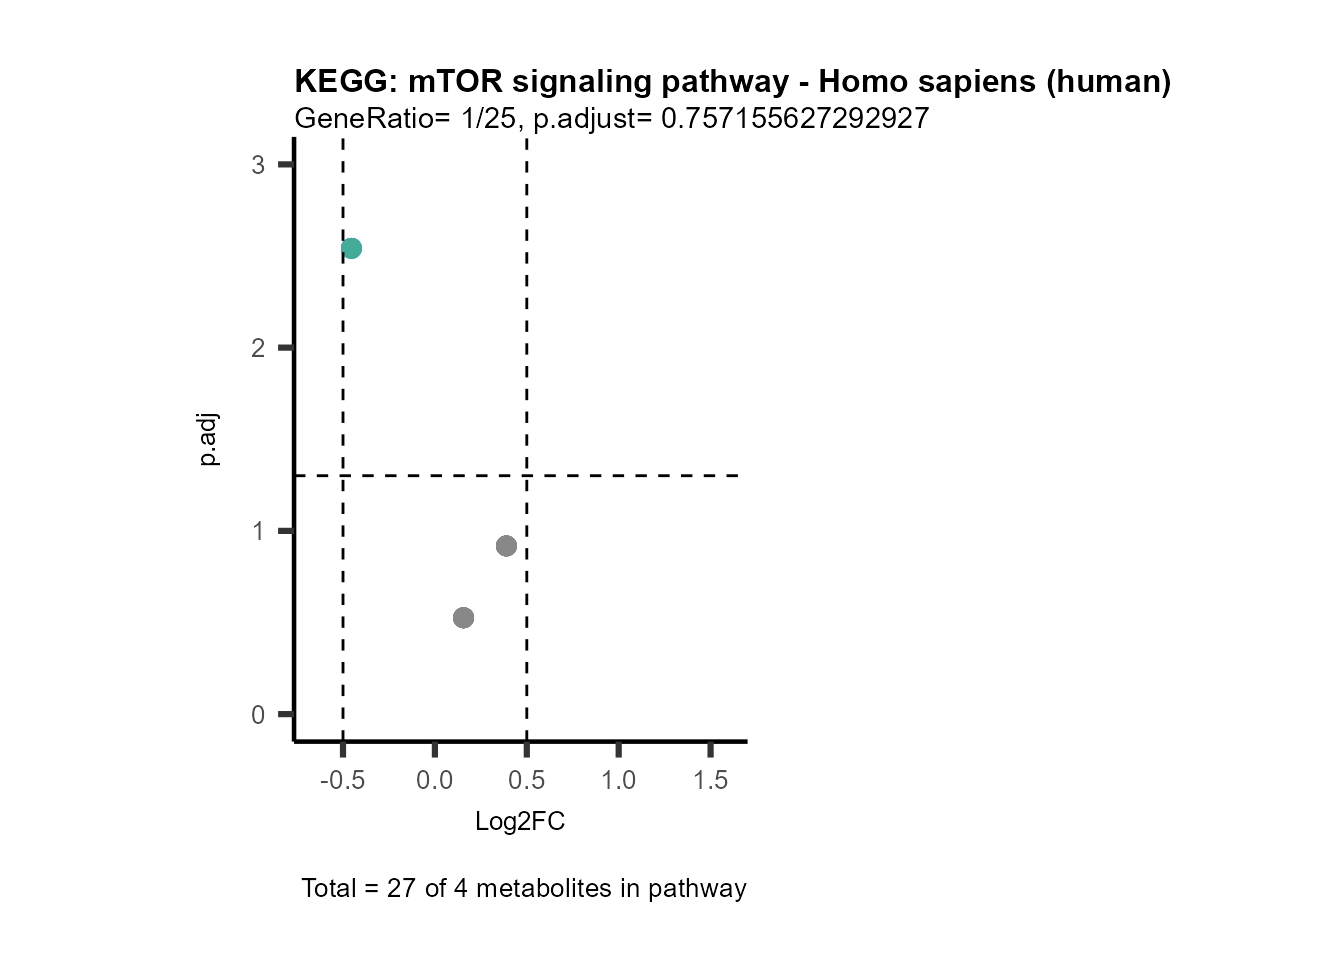 KEGG: mTOR signaling pathway - Homo sapiens (human)
GeneRatio= 1/25, p.adjust= 0.757155627292927
3
2
1
0
p.adj
-0.5 0.0 0.5 1.0 1.5
Log2FC
Total = 27 of 4 metabolites in pathway